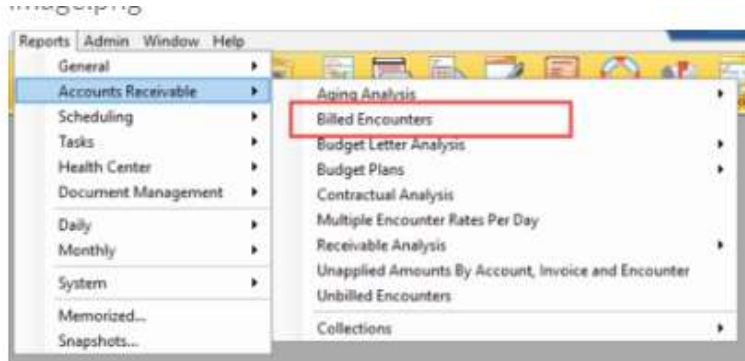 image.png
Reports Admin Window Help
General
Accounts Receivable
Scheduling
Tasks
Health Center
Document Management
Daily
Monthly
System
Memorized...
Snapshots...
Aging Analysis
Billed Encounters
Budget Letter Analysis
Budget Plans
Contractual Analysis
Multiple Encounter Rates Per Day
Receivable Analysis
Unapplied Amounts By Account, Invoice and Encounter
Unbilled Encounters
Collections